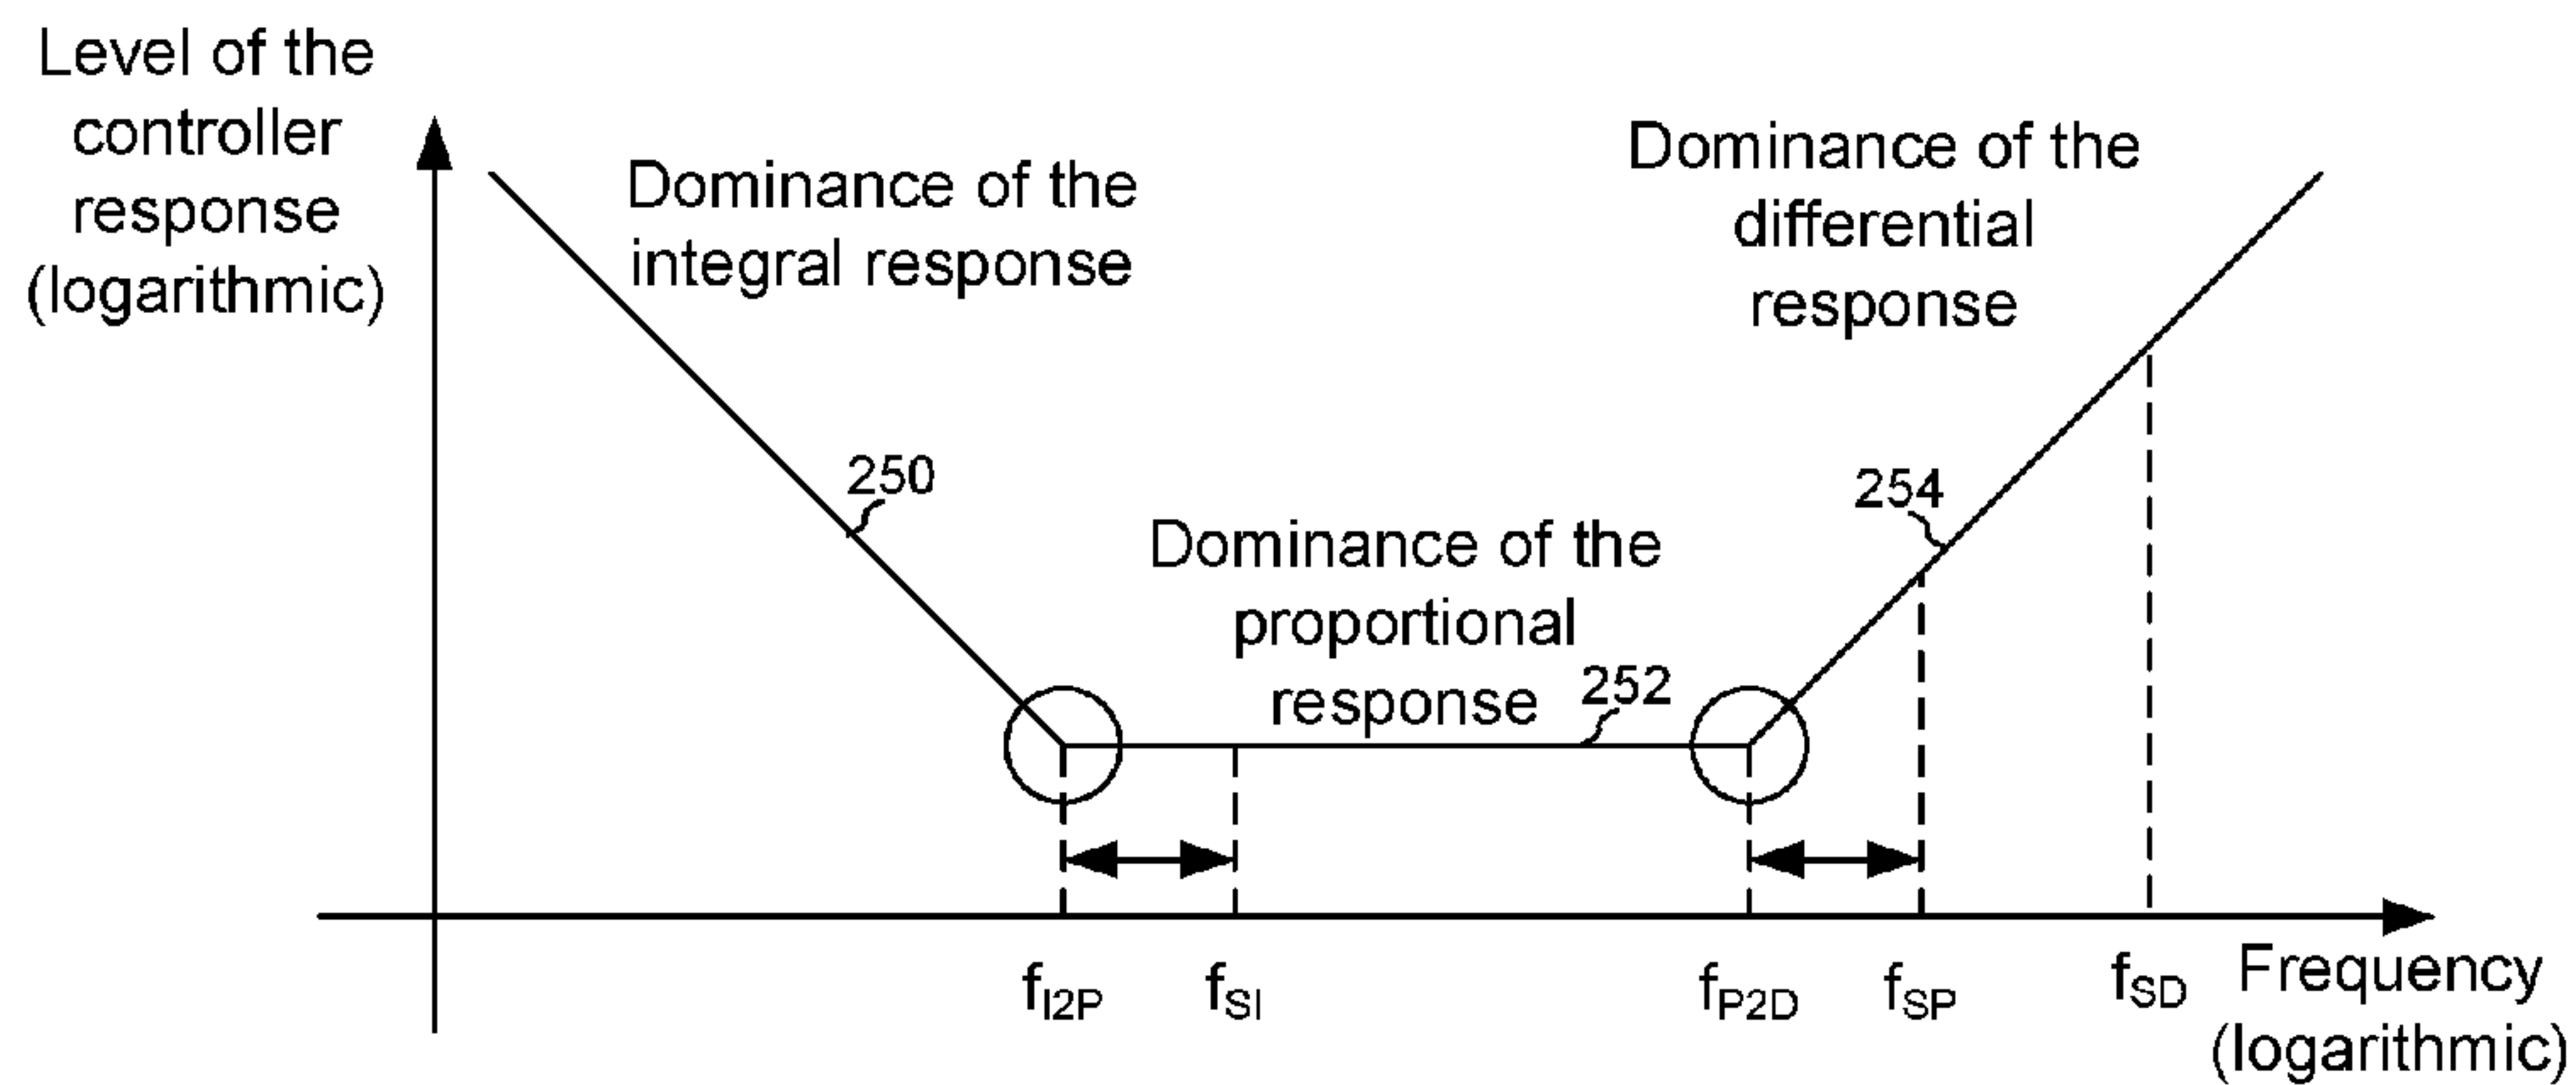 Level of the
controller
response
(logarithmic)
Dominance of the
integral response
Dominance of the
differential
response
250
254
Dominance of the
proportional
response
252
fI2P
fSI
fP2D
fSP
fSD
Frequency
(logarithmic)